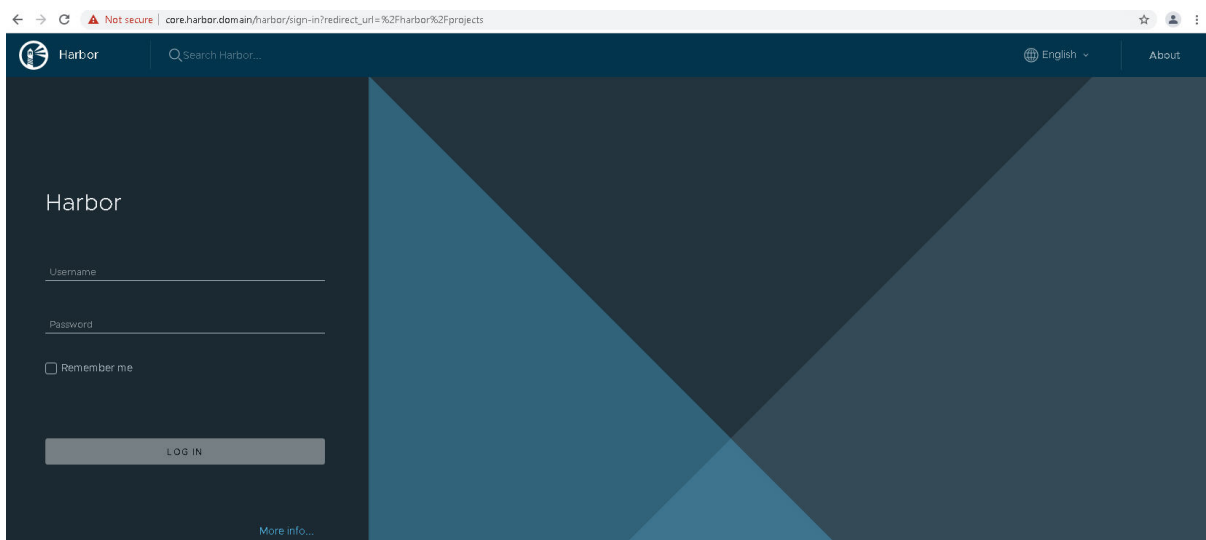 Not secure | core.harbor.domain/harbor/sign-in?redirect_url=%2Fharbor%2Fprojects
Harbor Search Harbor... English About
Harbor
Username
Password
Remember me
LOG IN
More info...